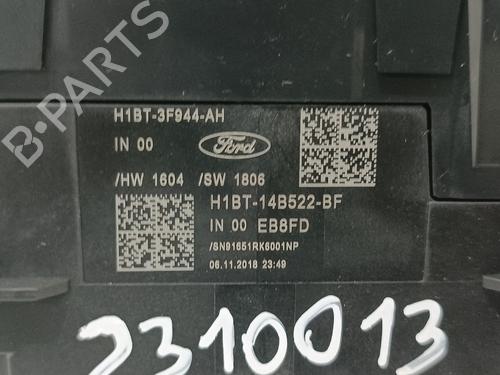 H1BT-3F944-AH
IN 00
Ford
/HW 1604 /SW 1806
H1BT-14B522-BF
IN 00 EB8FD
/SN91651RK6001NP
06.11.2018 23:49
2310013
B-PARTS